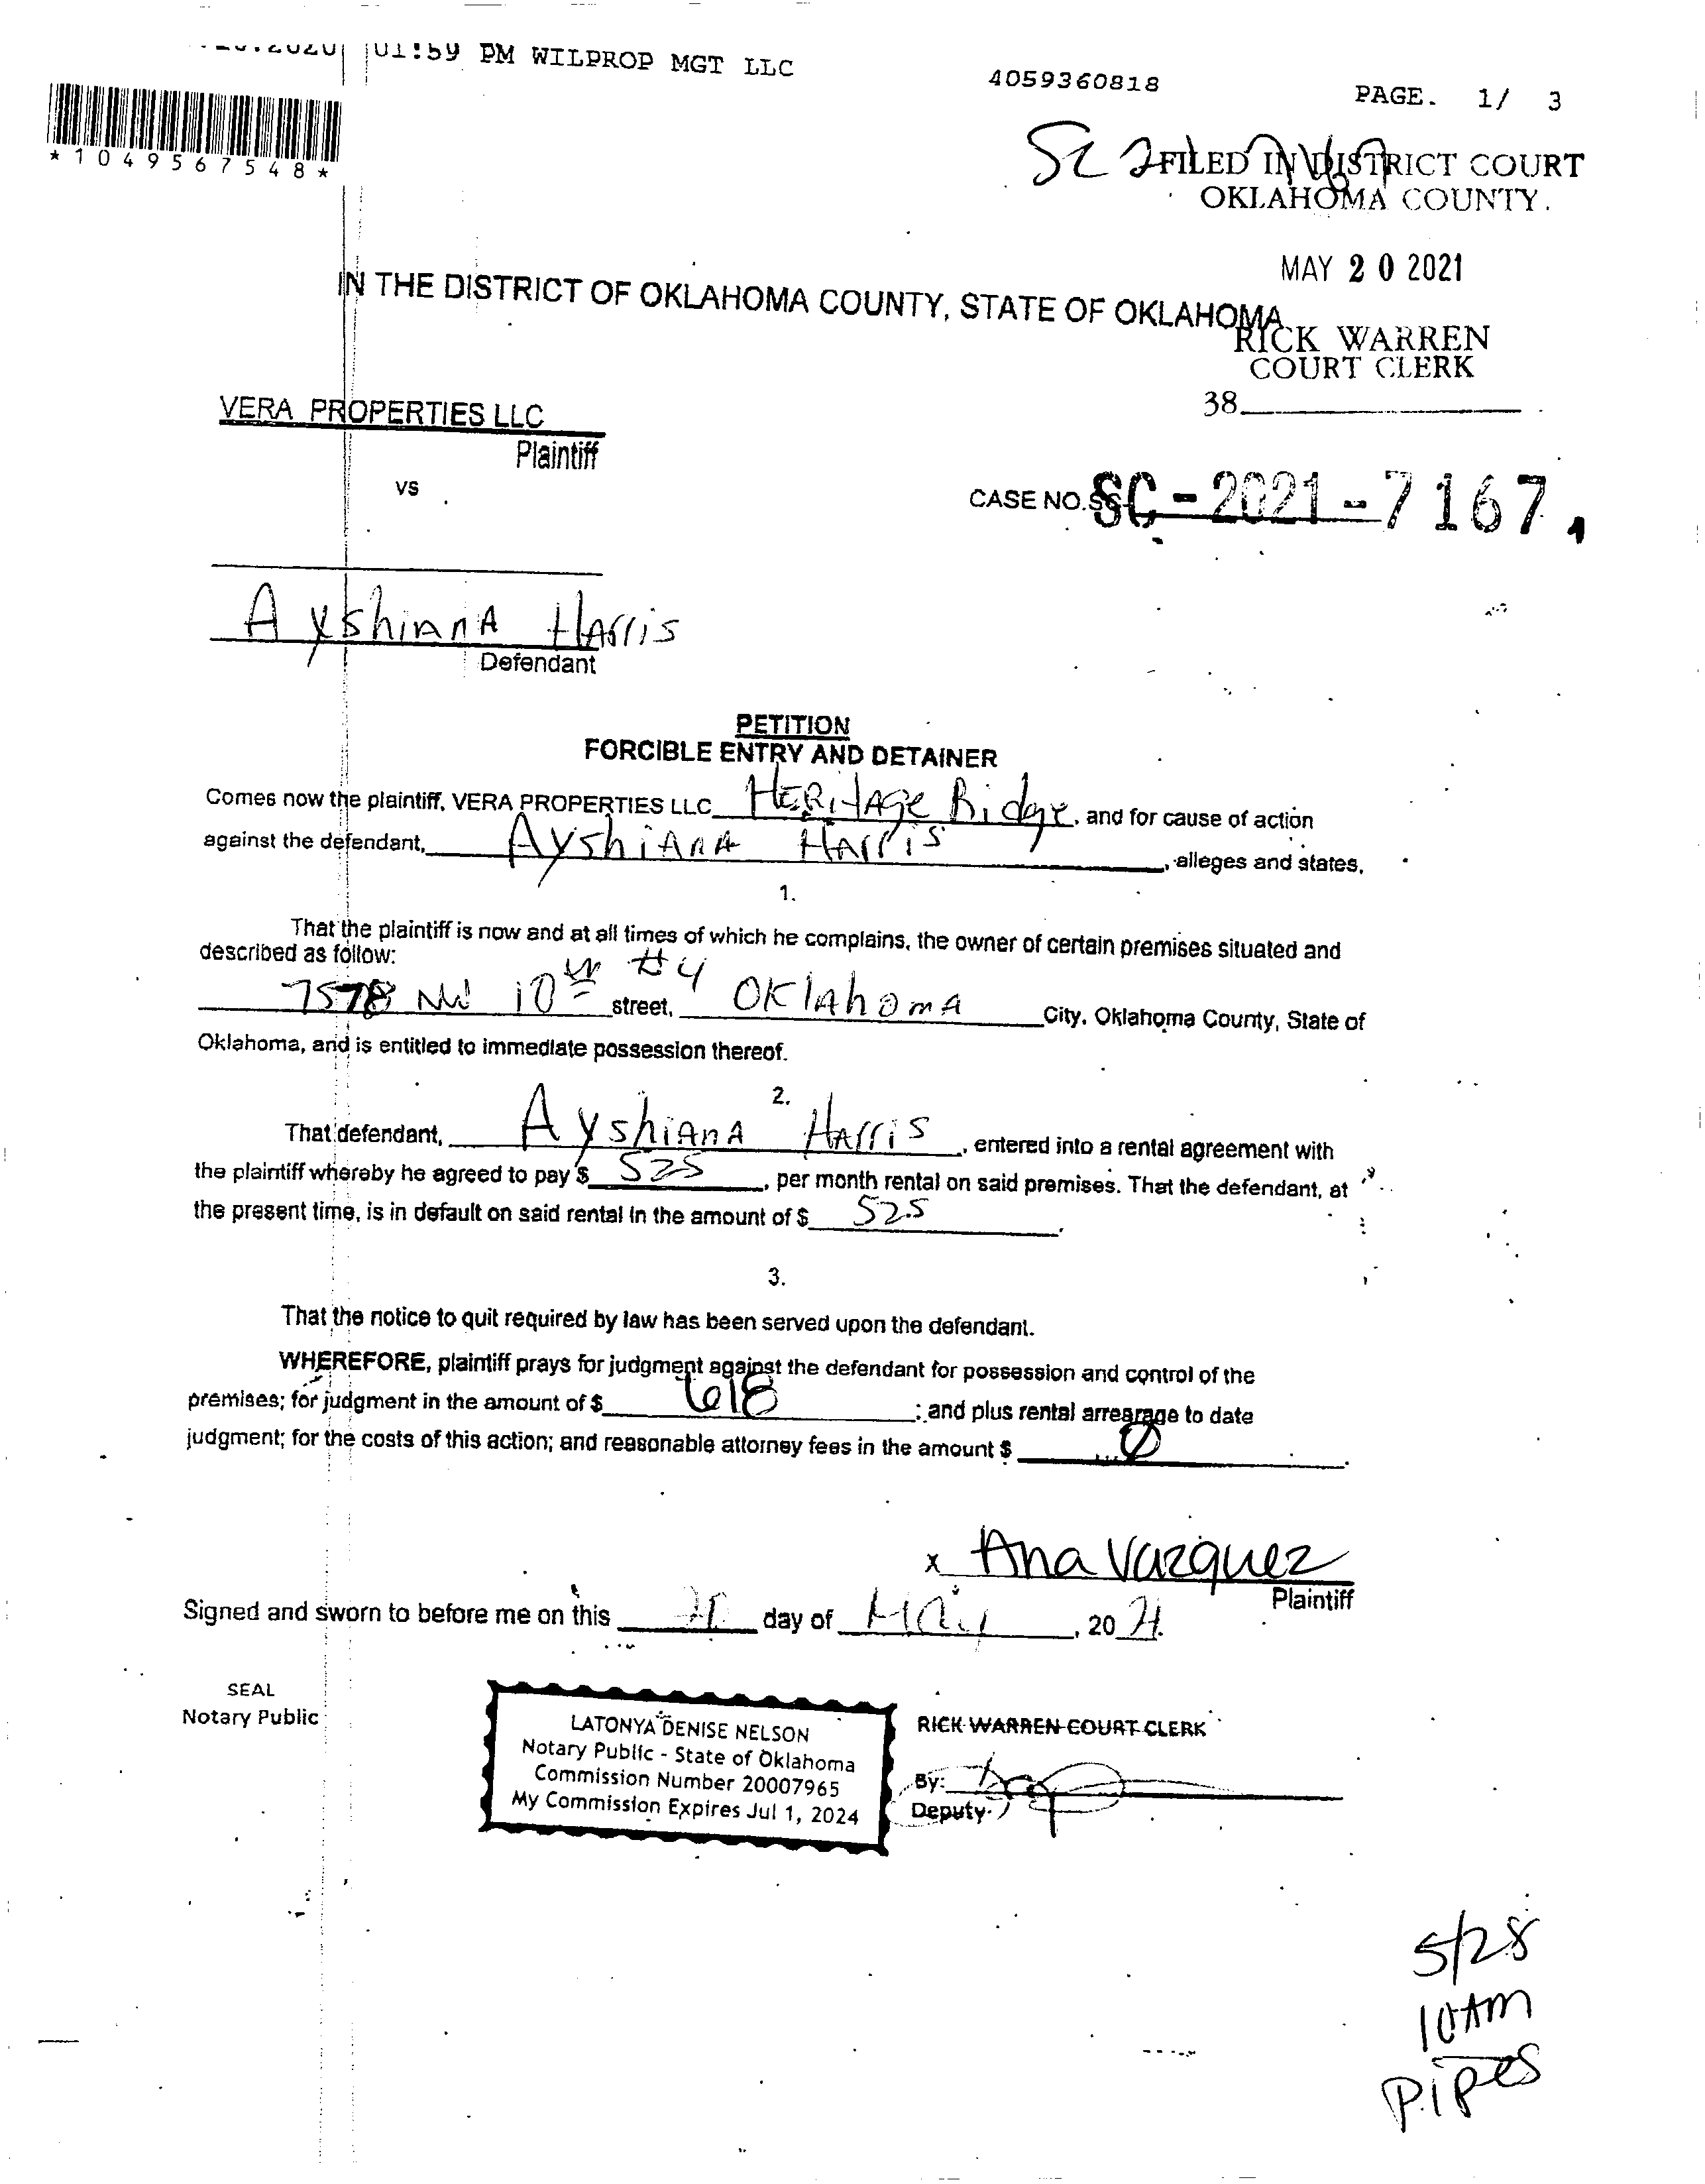 01:59 PM WILPROP MGT LLC 4059360818 PAGE. 1/ 3
*1049567548*
SC FILED IN DISTRICT COURT
OKLAHOMA COUNTY.
MAY 20 2021
IN THE DISTRICT OF OKLAHOMA COUNTY, STATE OF OKLAHOMA
RICK WARREN
COURT CLERK
38
VERA PROPERTIES LLC
Plaintiff
vs
CASE NO. SC-2021-7167
Ayshiana Harris
Defendant
PETITION
FORCIBLE ENTRY AND DETAINER
Comes now the plaintiff, VERA PROPERTIES LLC Heritage Ridge, and for cause of action
against the defendant, Ayshiana Harris, alleges and states,
1.
That the plaintiff is now and at all times of which he complains, the owner of certain premises situated and
described as follow:
7578 NW 10th #4 street, Oklahoma City, Oklahoma County, State of
Oklahoma, and is entitled to immediate possession thereof.
2.
That defendant, Ayshiana Harris, entered into a rental agreement with
the plaintiff whereby he agreed to pay $ 525, per month rental on said premises. That the defendant, at
the present time, is in default on said rental in the amount of $ 525.
3.
That the notice to quit required by law has been served upon the defendant.
WHEREFORE, plaintiff prays for judgment against the defendant for possession and control of the
premises; for judgment in the amount of $ 618; and plus rental arrearage to date
judgment; for the costs of this action; and reasonable attorney fees in the amount $ 0.
x Ana Vazquez
Plaintiff
Signed and sworn to before me on this day of May, 2021.
SEAL
Notary Public
LATONYA DENISE NELSON
Notary Public - State of Oklahoma
Commission Number 20007965
My Commission Expires Jul 1, 2024
RICK WARREN COURT CLERK
By:
Deputy
5/28
10AM
Pipes